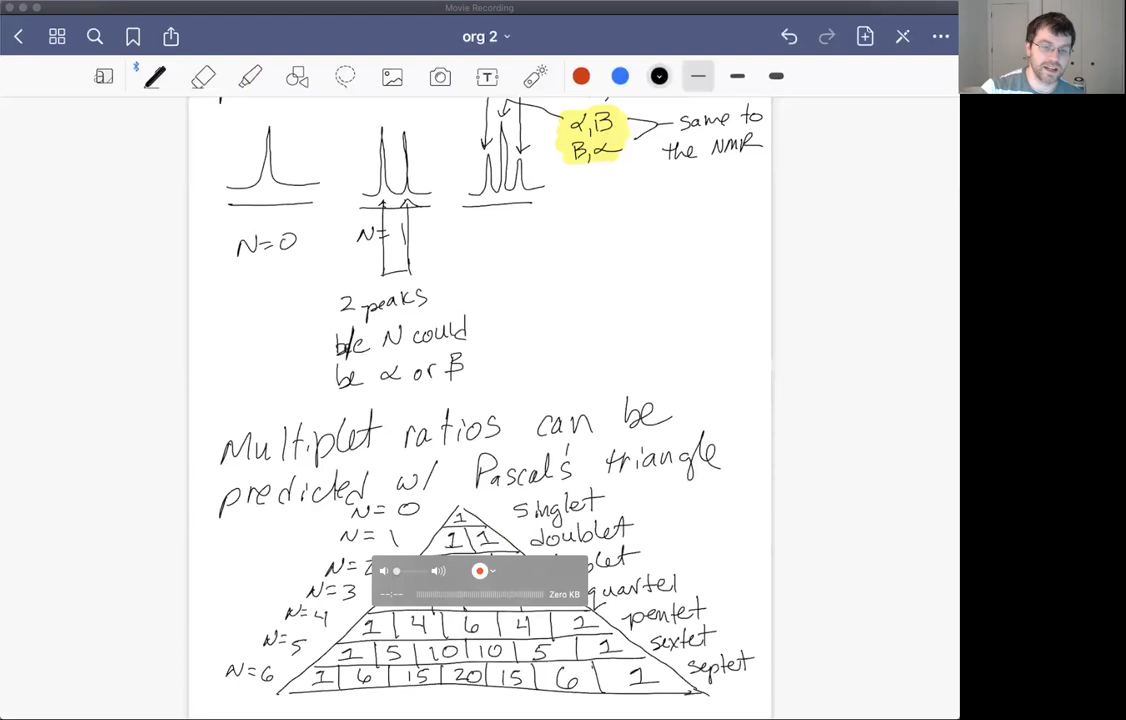 Movie Recording
org 2
α, B
B, α
same to
the NMR
N=0
N= 1
2 peaks
b/c N could
be α or B
Multiplet ratios can be
predicted w/ Pascal's triangle
N= 0 1 singlet
N= 1 1 1 doublet
N=
N=3 quartet
N=4 1 4 6 4 1 pentet
N=5 1 5 10 10 5 1 sextet
N=6 1 6 15 20 15 6 1 septet
--:-- Zero KB